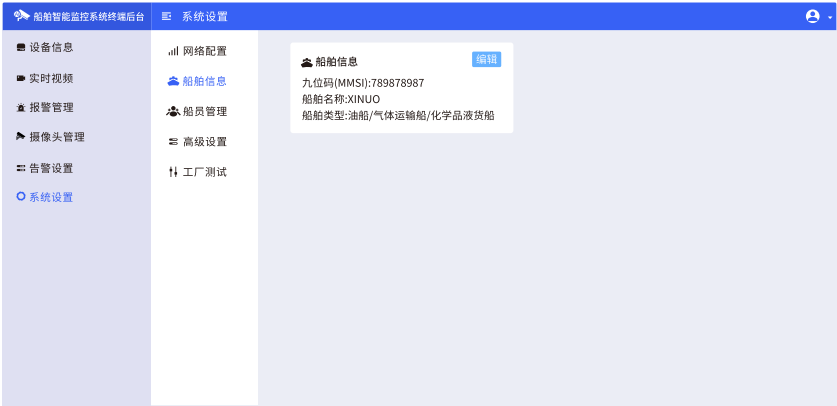 船舶智能监控系统终端后台
系统设置
设备信息
实时视频
报警管理
摄像头管理
告警设置
系统设置
网络配置
船舶信息
船员管理
高级设置
工厂测试
船舶信息
编辑
九位码(MMSI):789878987
船舶名称:XINUO
船舶类型:油船/气体运输船/化学品液货船